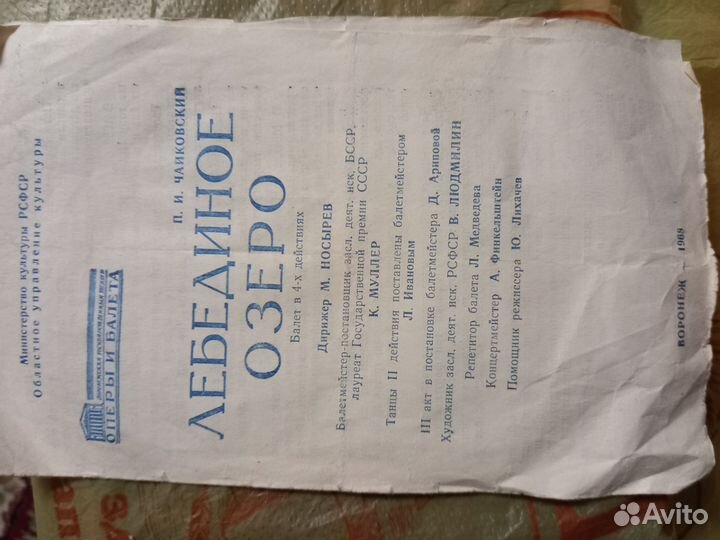 Министерство культуры РСФСР
Областное управление культуры
ОПЕРЫ И БАЛЕТА
П. И. ЧАЙКОВСКИЙ
ЛЕБЕДИНОЕ
ОЗЕРО
Балет в 4-х действиях
Дирижер М. НОСЫРЕВ
Балетмейстер-постановщик засл. деят. иск. БССР,
лауреат Государственной премии СССР
К. МУЛЛЕР
Танцы II действия поставлены балетмейстером
Л. Ивановым
III акт в постановке балетмейстера Д. Ариповой
Художник засл. деят. иск. РСФСР В. ЛЮДМИЛИН
Репетитор балета Л. Медведева
Концертмейстер А. Финкельштейн
Помощник режиссера Ю. Лихачев
ВОРОНЕЖ — 1968
Avito